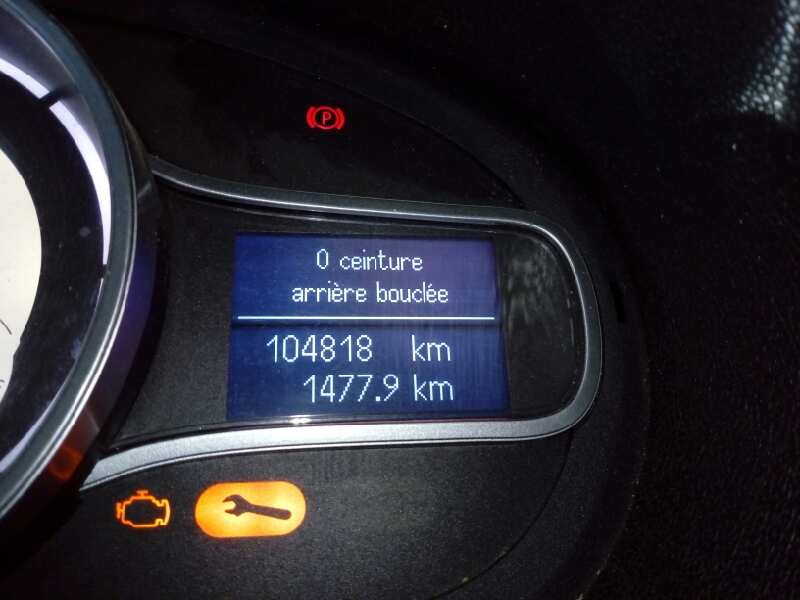 P
0 ceinture
arrière bouclée
104818 km
1477.9 km